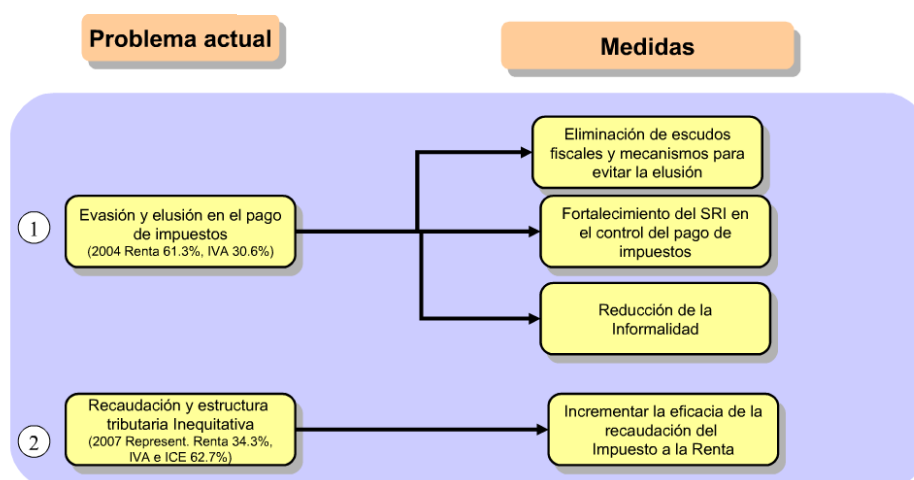 Problema actual
Medidas
1
Evasión y elusión en el pago
de impuestos
(2004 Renta 61.3%, IVA 30.6%)
Eliminación de escudos
fiscales y mecanismos para
evitar la elusión
Fortalecimiento del SRI en
el control del pago de
impuestos
Reducción de la
Informalidad
2
Recaudación y estructura
tributaria Inequitativa
(2007 Represent. Renta 34.3%,
IVA e ICE 62.7%)
Incrementar la eficacia de la
recaudación del
Impuesto a la Renta